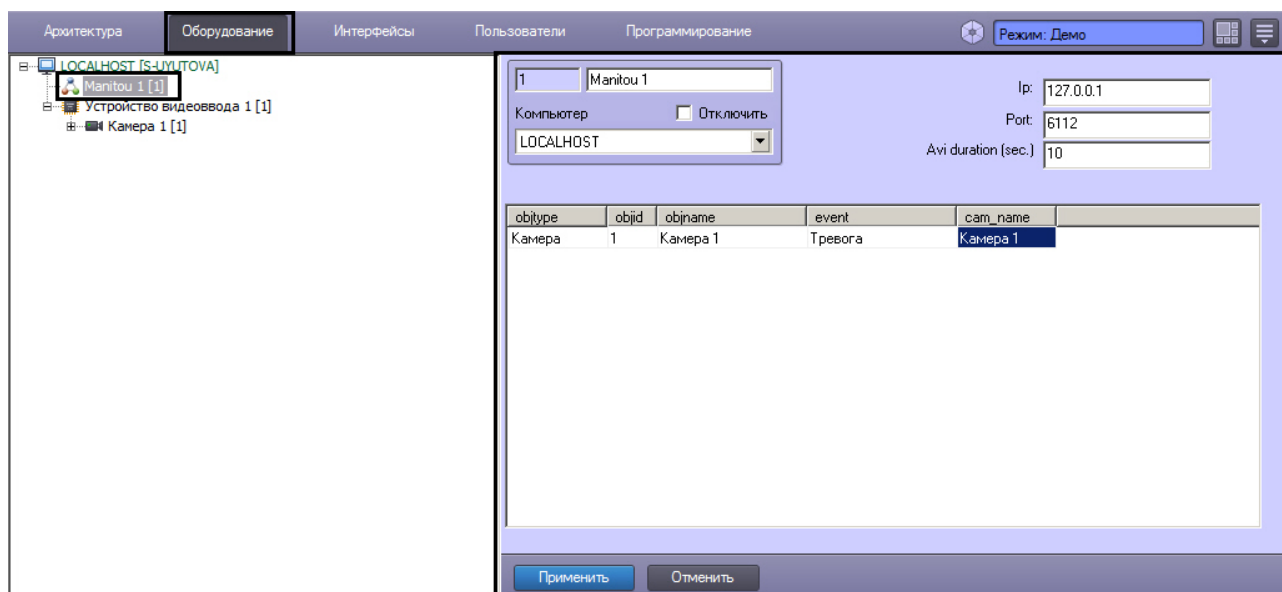 Архитектура Оборудование Интерфейсы Пользователи Программирование Режим: Демо
LOCALHOST [S-UYUTOVA]
Manitou 1 [1]
Устройство видеоввода 1 [1]
Камера 1 [1]
1 Manitou 1
Компьютер Отключить
LOCALHOST
Ip: 127.0.0.1
Port: 6112
Avi duration (sec.) 10
objtype objid objname event cam_name
Камера 1 Камера 1 Тревога Камера 1
Применить Отменить